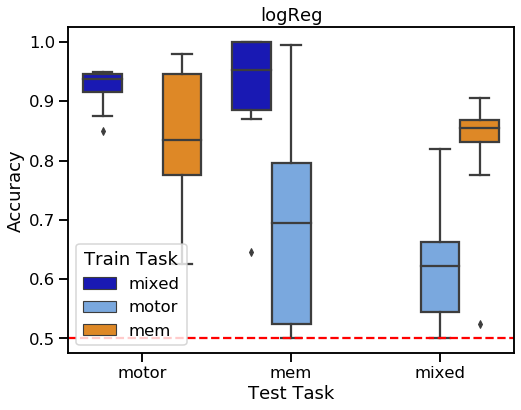 logReg
Accuracy
1.0
0.9
0.8
0.7
0.6
0.5
Train Task
mixed
motor
mem
motor mem mixed
Test Task